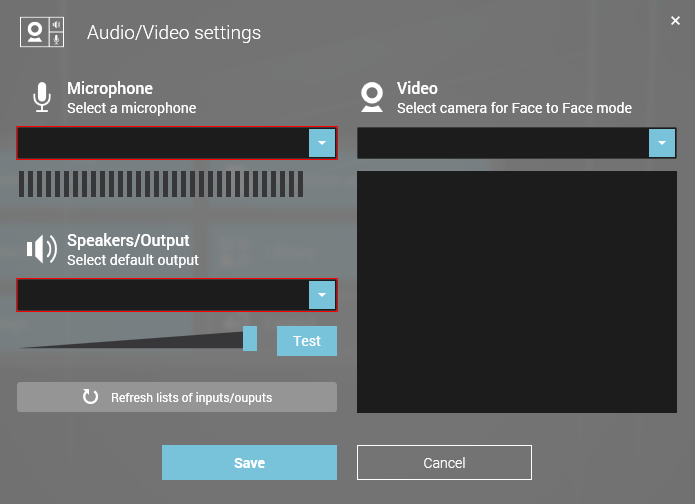 Audio/Video settings
Microphone
Select a microphone
Speakers/Output
Select default output
Test
Refresh lists of inputs/ouputs
Video
Select camera for Face to Face mode
Save
Cancel